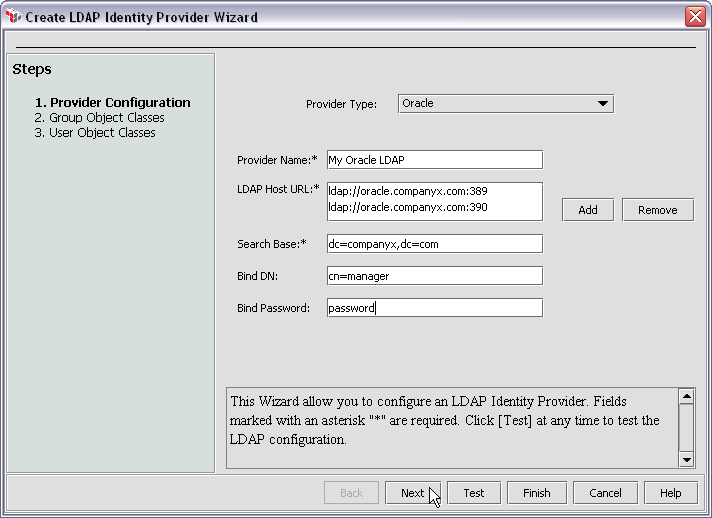 Create LDAP Identity Provider Wizard
Steps
1. Provider Configuration
2. Group Object Classes
3. User Object Classes
Provider Type: Oracle
Provider Name:* My Oracle LDAP
LDAP Host URL:* ldap://oracle.companyx.com:389
ldap://oracle.companyx.com:390
Add Remove
Search Base:* dc=companyx,dc=com
Bind DN: cn=manager
Bind Password: password
This Wizard allow you to configure an LDAP Identity Provider. Fields
marked with an asterisk "*" are required. Click [Test] at any time to test the
LDAP configuration.
Back Next Test Finish Cancel Help